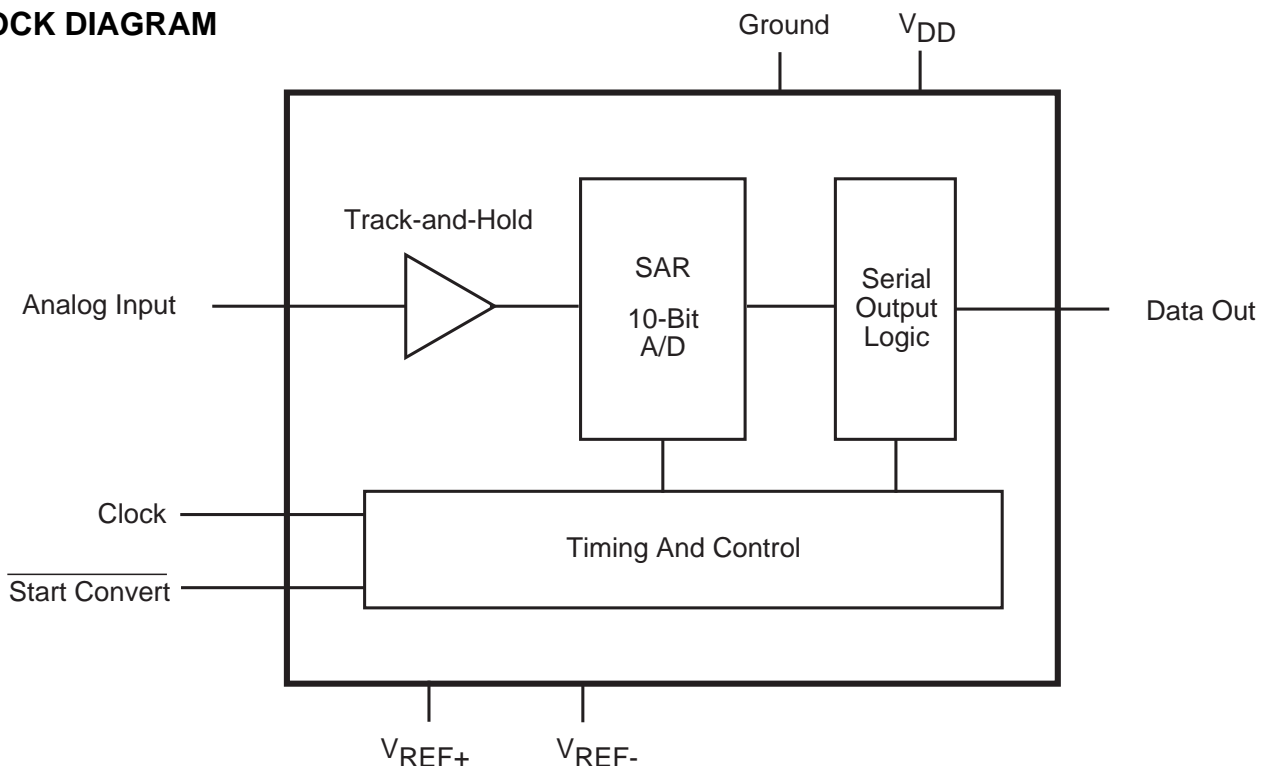 OCK DIAGRAM
Ground
VDD
Track-and-Hold
SAR
10-Bit
A/D
Serial
Output
Logic
Analog Input
Data Out
Clock
Timing And Control
Start Convert
VREF+
VREF-